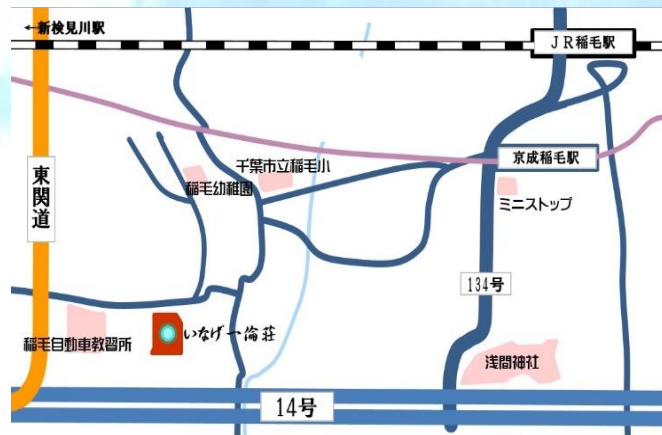 ←新検見川駅
JR稲毛駅
東関道
千葉市立稲毛小
稲毛幼稚園
京成稲毛駅
ミニストップ
134号
稲毛自動車教習所
いなげ一倫荘
浅間神社
14号